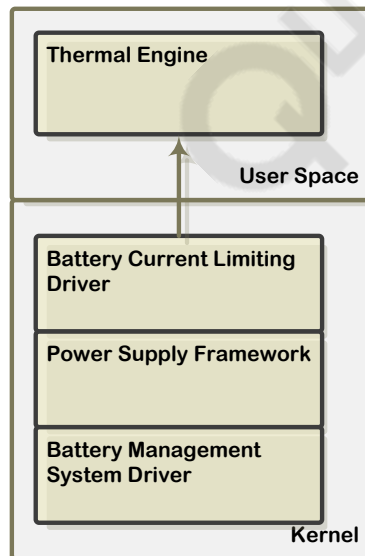 Thermal Engine
User Space
Battery Current Limiting
Driver
Power Supply Framework
Battery Management
System Driver
Kernel